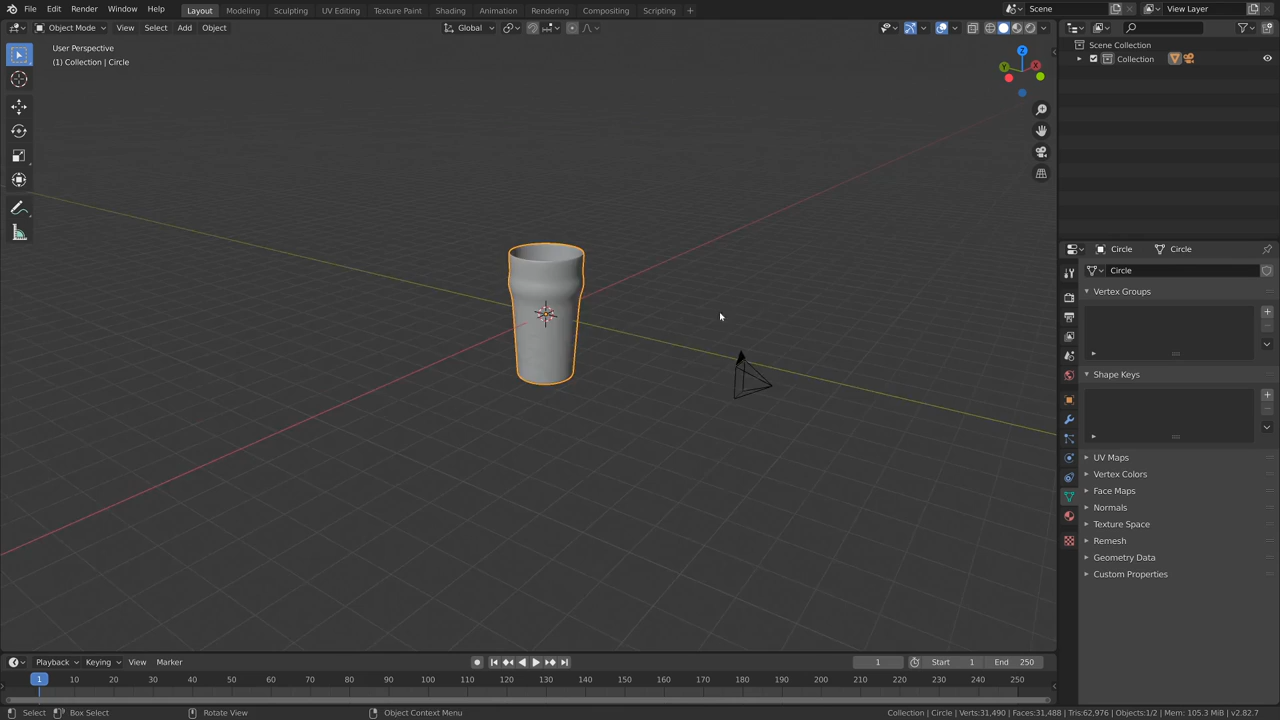 File Edit Render Window Help Layout Modeling Sculpting UV Editing Texture Paint Shading Animation Rendering Compositing Scripting + Scene View Layer
Object Mode View Select Add Object Global
User Perspective
(1) Collection | Circle
Z
Y
X
Scene Collection
Collection
Circle Circle
Circle
Vertex Groups
Shape Keys
UV Maps
Vertex Colors
Face Maps
Normals
Texture Space
Remesh
Geometry Data
Custom Properties
Playback Keying View Marker 1 Start 1 End 250
1 10 20 30 40 50 60 70 80 90 100 110 120 130 140 150 160 170 180 190 200 210 220 230 240 250
Select Box Select Rotate View Object Context Menu Collection | Circle | Verts:31,490 | Faces:31,488 | Tris:62,976 | Objects:1/2 | Mem: 105.3 MiB | v2.82.7